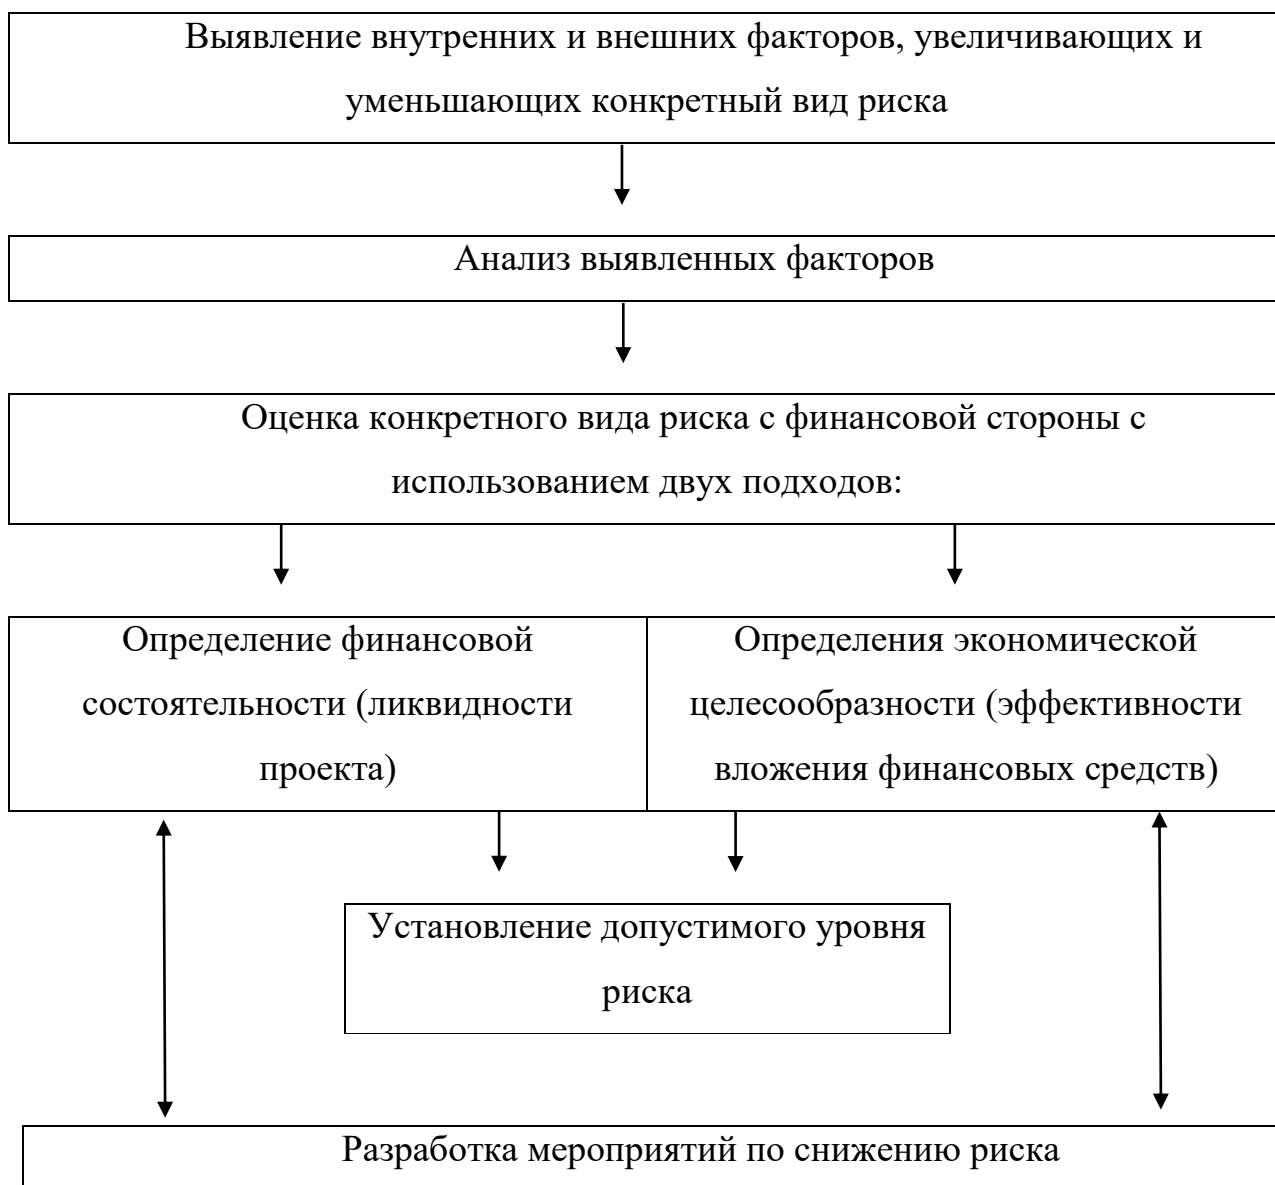 Выявление внутренних и внешних факторов, увеличивающих и
уменьшающих конкретный вид риска
Анализ выявленных факторов
Оценка конкретного вида риска с финансовой стороны с
использованием двух подходов:
Определение финансовой
состоятельности (ликвидности
проекта)
Определения экономической
целесообразности (эффективности
вложения финансовых средств)
Установление допустимого уровня
риска
Разработка мероприятий по снижению риска